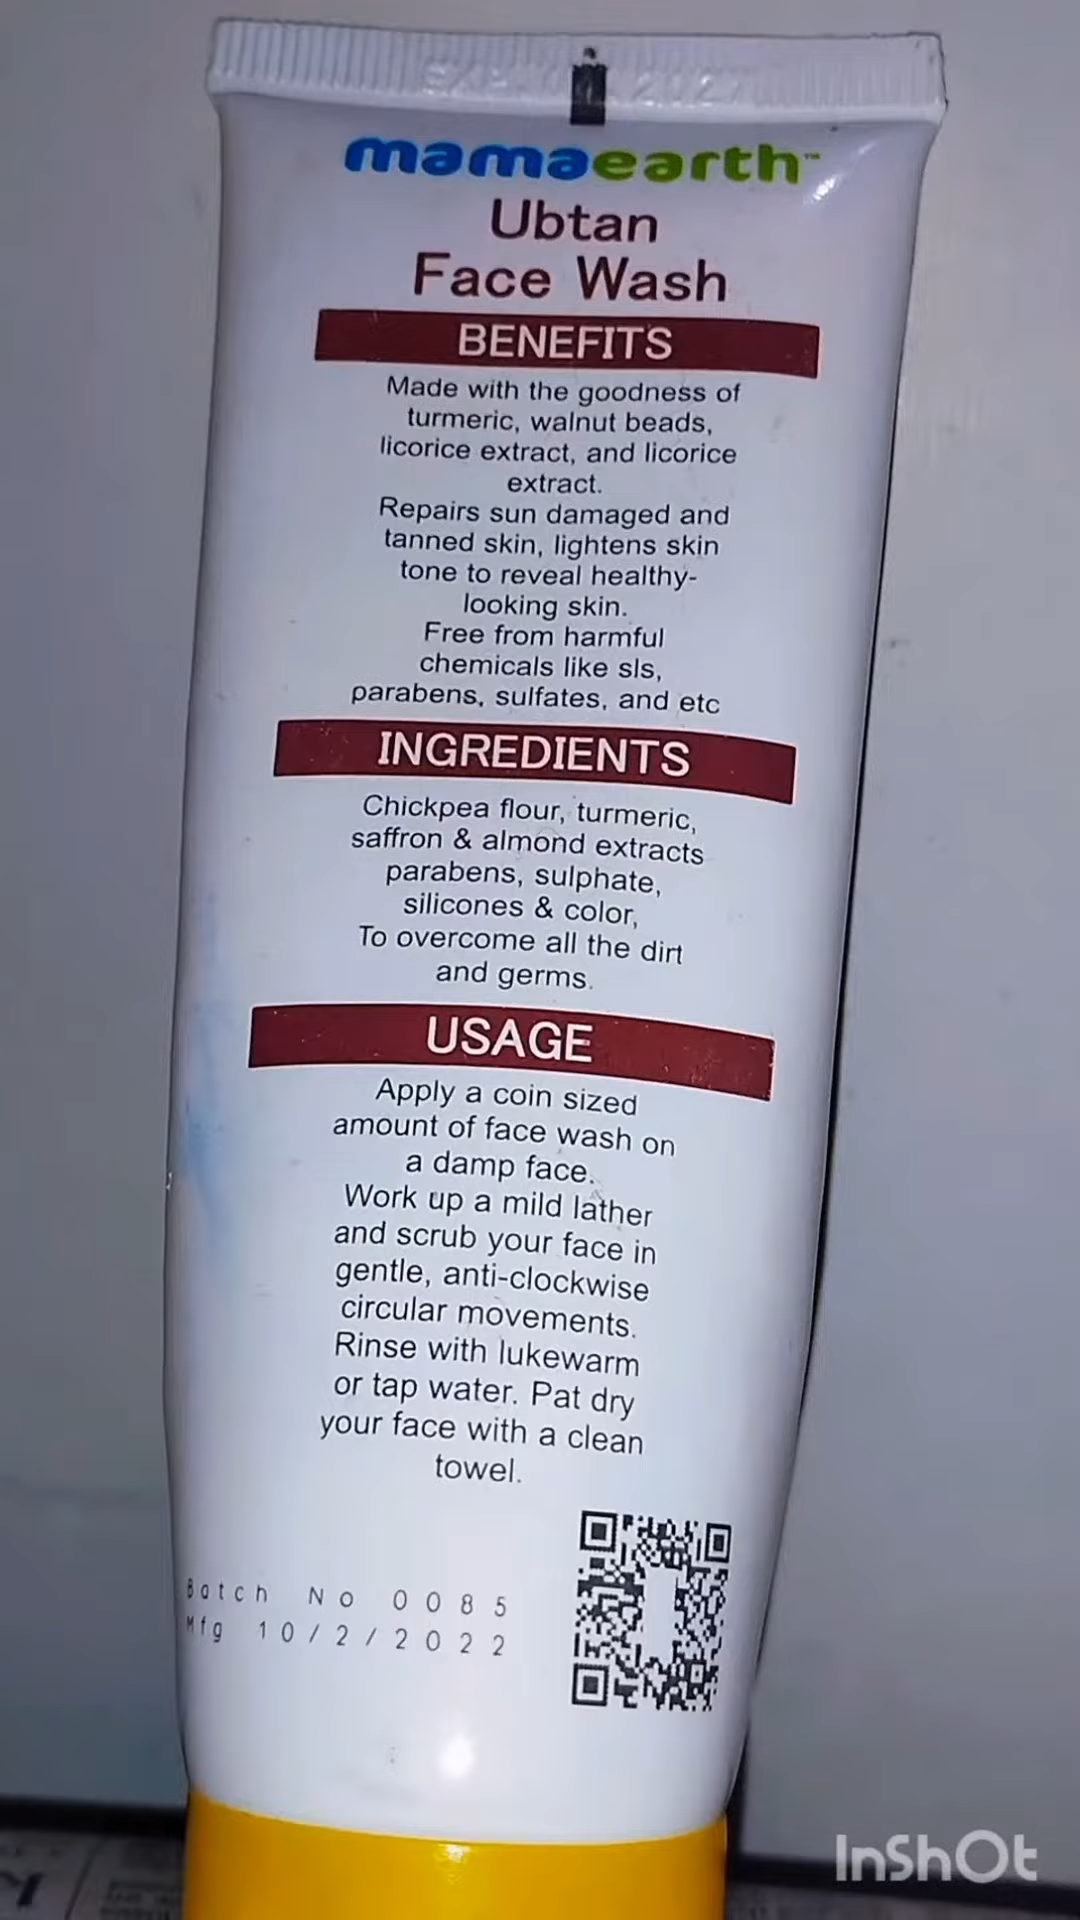 EXP. 2027
mamaearth™
Ubtan
Face Wash
BENEFITS
Made with the goodness of
turmeric, walnut beads,
licorice extract, and licorice
extract.
Repairs sun damaged and
tanned skin, lightens skin
tone to reveal healthy-
looking skin.
Free from harmful
chemicals like sls,
parabens, sulfates, and etc
INGREDIENTS
Chickpea flour, turmeric,
saffron & almond extracts
parabens, sulphate,
silicones & color,
To overcome all the dirt
and germs.
USAGE
Apply a coin sized
amount of face wash on
a damp face.
Work up a mild lather
and scrub your face in
gentle, anti-clockwise
circular movements.
Rinse with lukewarm
or tap water. Pat dry
your face with a clean
towel.
Batch No 0085
Mfg 10/2/2022
InShOt